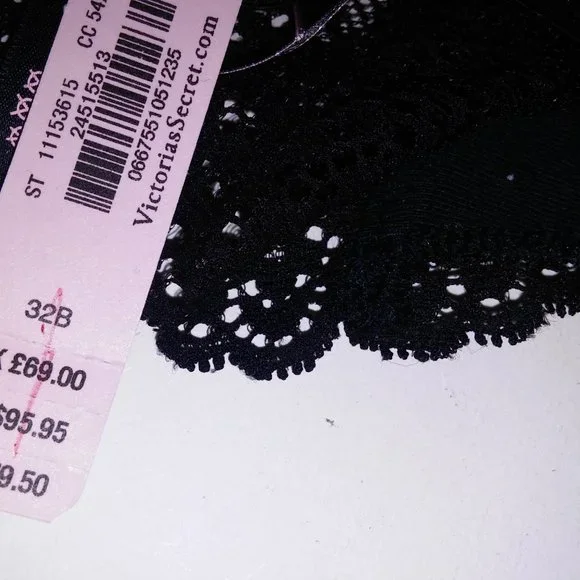 CC 54
ST 11153615
24515513
0667551051235
VictoriasSecret.com
32B
£69.00
$95.95
9.50